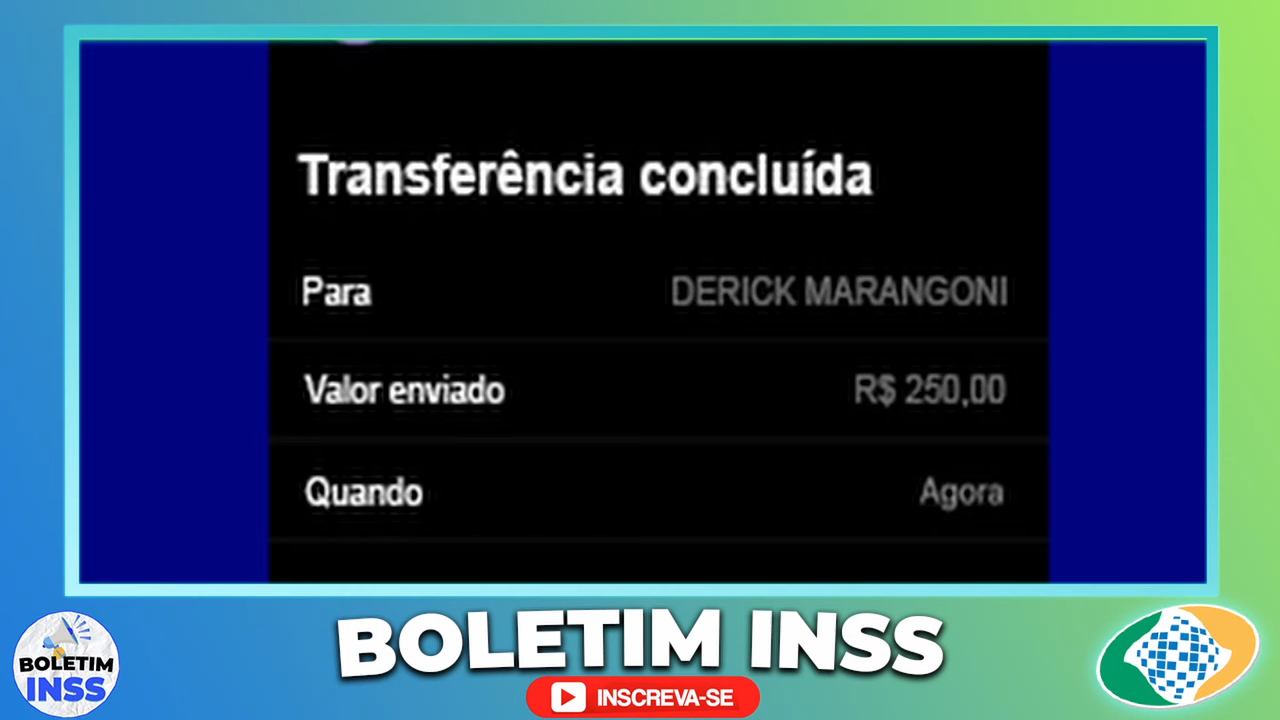 Transferência concluída
Para DERICK MARANGONI
Valor enviado R$ 250,00
Quando Agora
BOLETIM INSS
INSCREVA-SE
BOLETIM
INSS